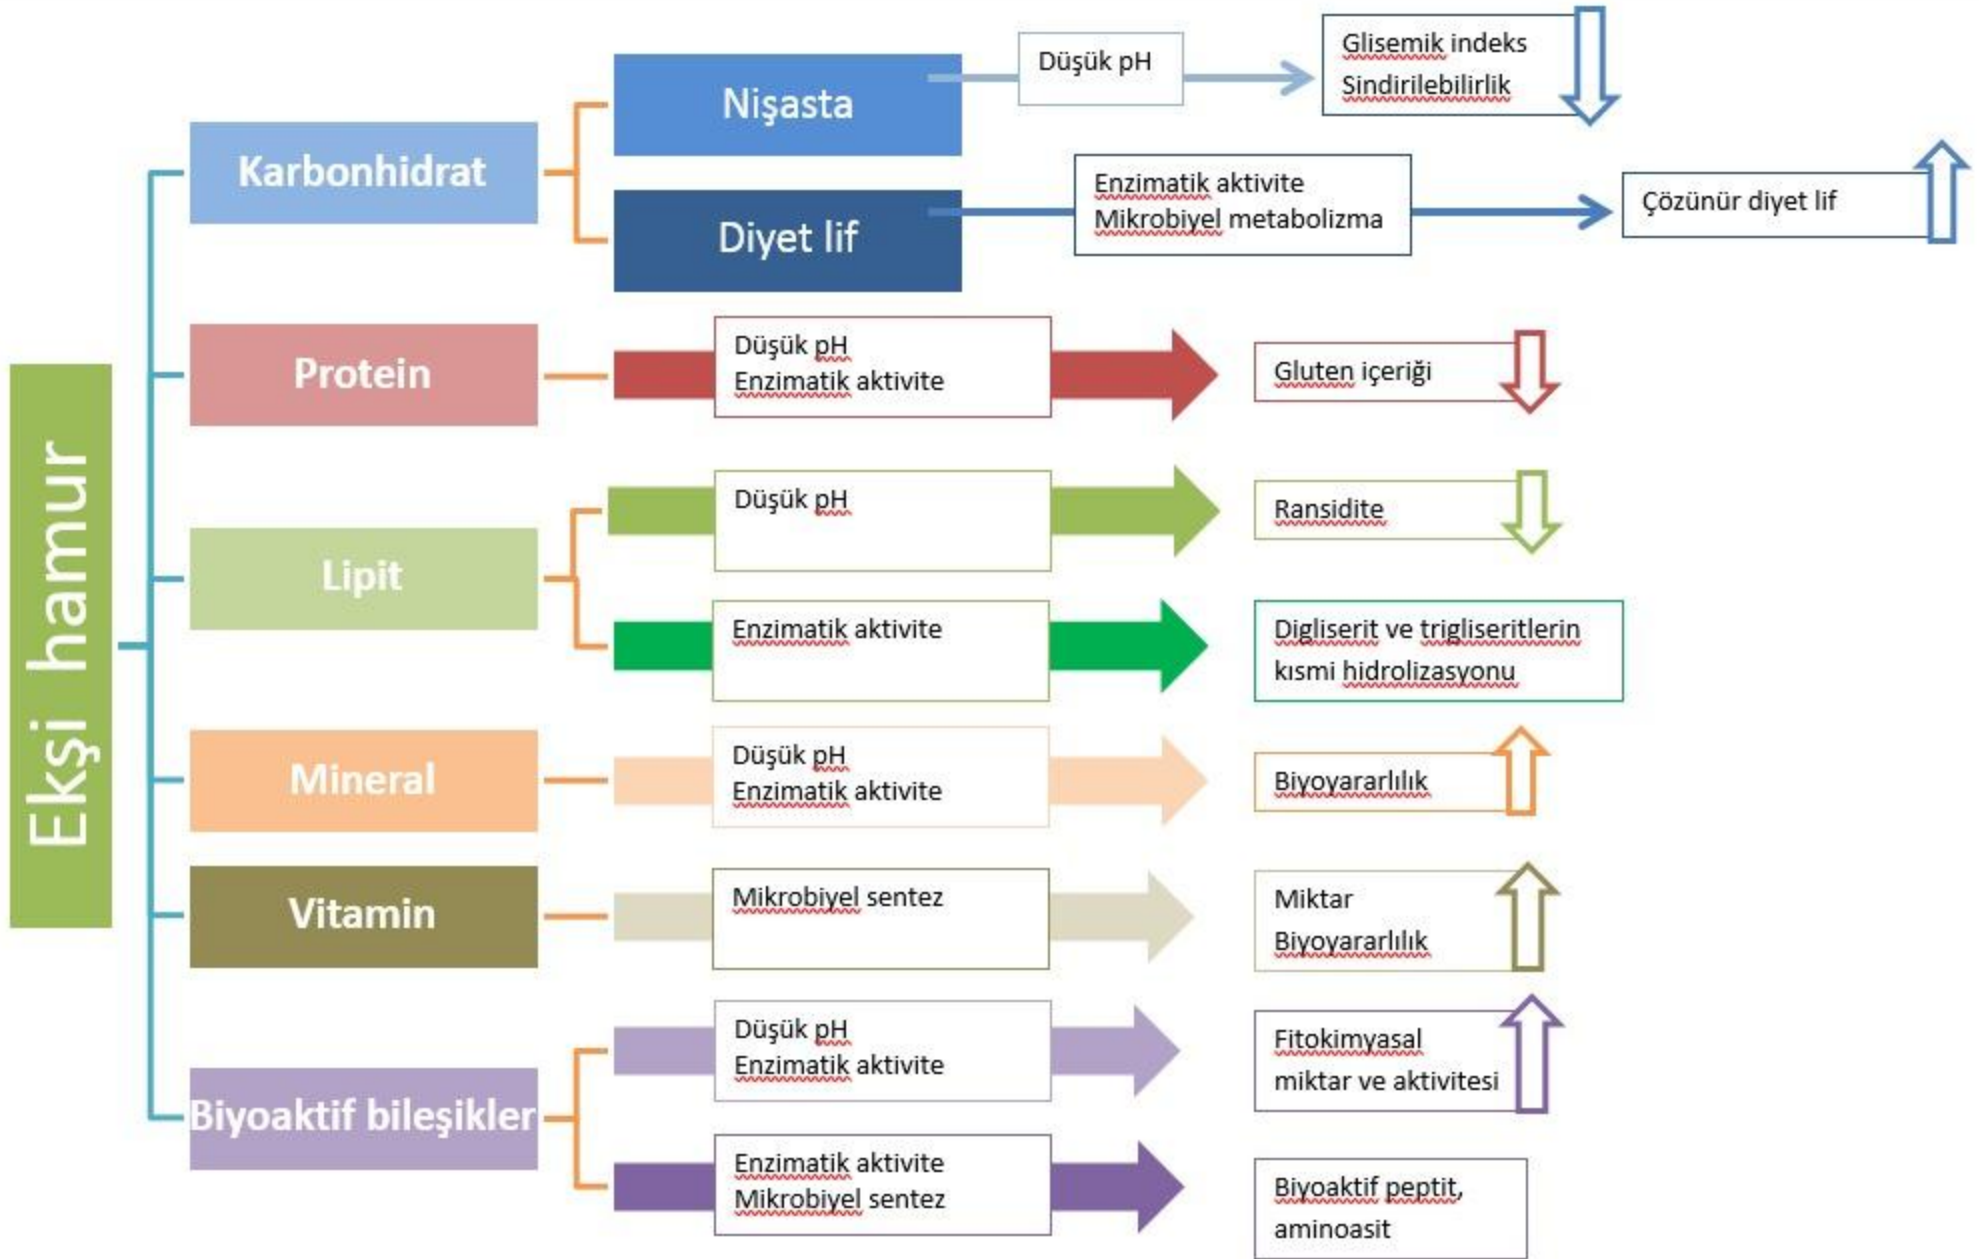 Ekşi hamur
Karbonhidrat
Nişasta
Düşük pH
Glisemik indeks
Sindirilebilirlik
Diyet lif
Enzimatik aktivite
Mikrobiyel metabolizma
Çözünür diyet lif
Protein
Düşük pH
Enzimatik aktivite
Gluten içeriği
Lipit
Düşük pH
Ransidite
Enzimatik aktivite
Digliserit ve trigliseritlerin
kısmi hidrolizasyonu
Mineral
Düşük pH
Enzimatik aktivite
Biyoyararlılık
Vitamin
Mikrobiyel sentez
Miktar
Biyoyararlılık
Biyoaktif bileşikler
Düşük pH
Enzimatik aktivite
Fitokimyasal
miktar ve aktivitesi
Enzimatik aktivite
Mikrobiyel sentez
Biyoaktif peptit,
aminoasit